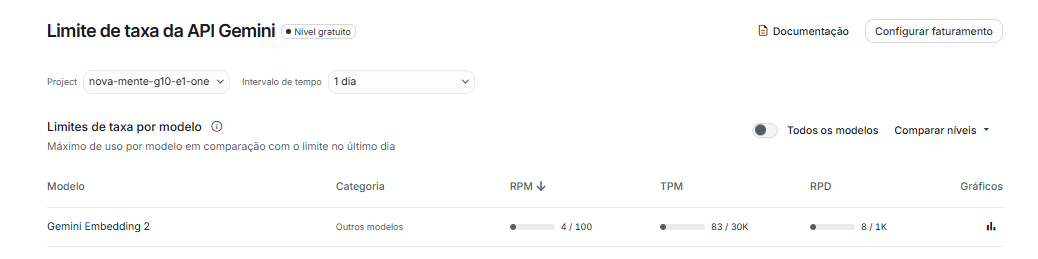 Limite de taxa da API Gemini Nível gratuito Documentação Configurar faturamento
Project nova-mente-g10-e1-one Intervalo de tempo 1 dia
Limites de taxa por modelo Todos os modelos Comparar níveis
Máximo de uso por modelo em comparação com o limite no último dia
Modelo Categoria RPM TPM RPD Gráficos
Gemini Embedding 2 Outros modelos 4 / 100 83 / 30K 8 / 1K